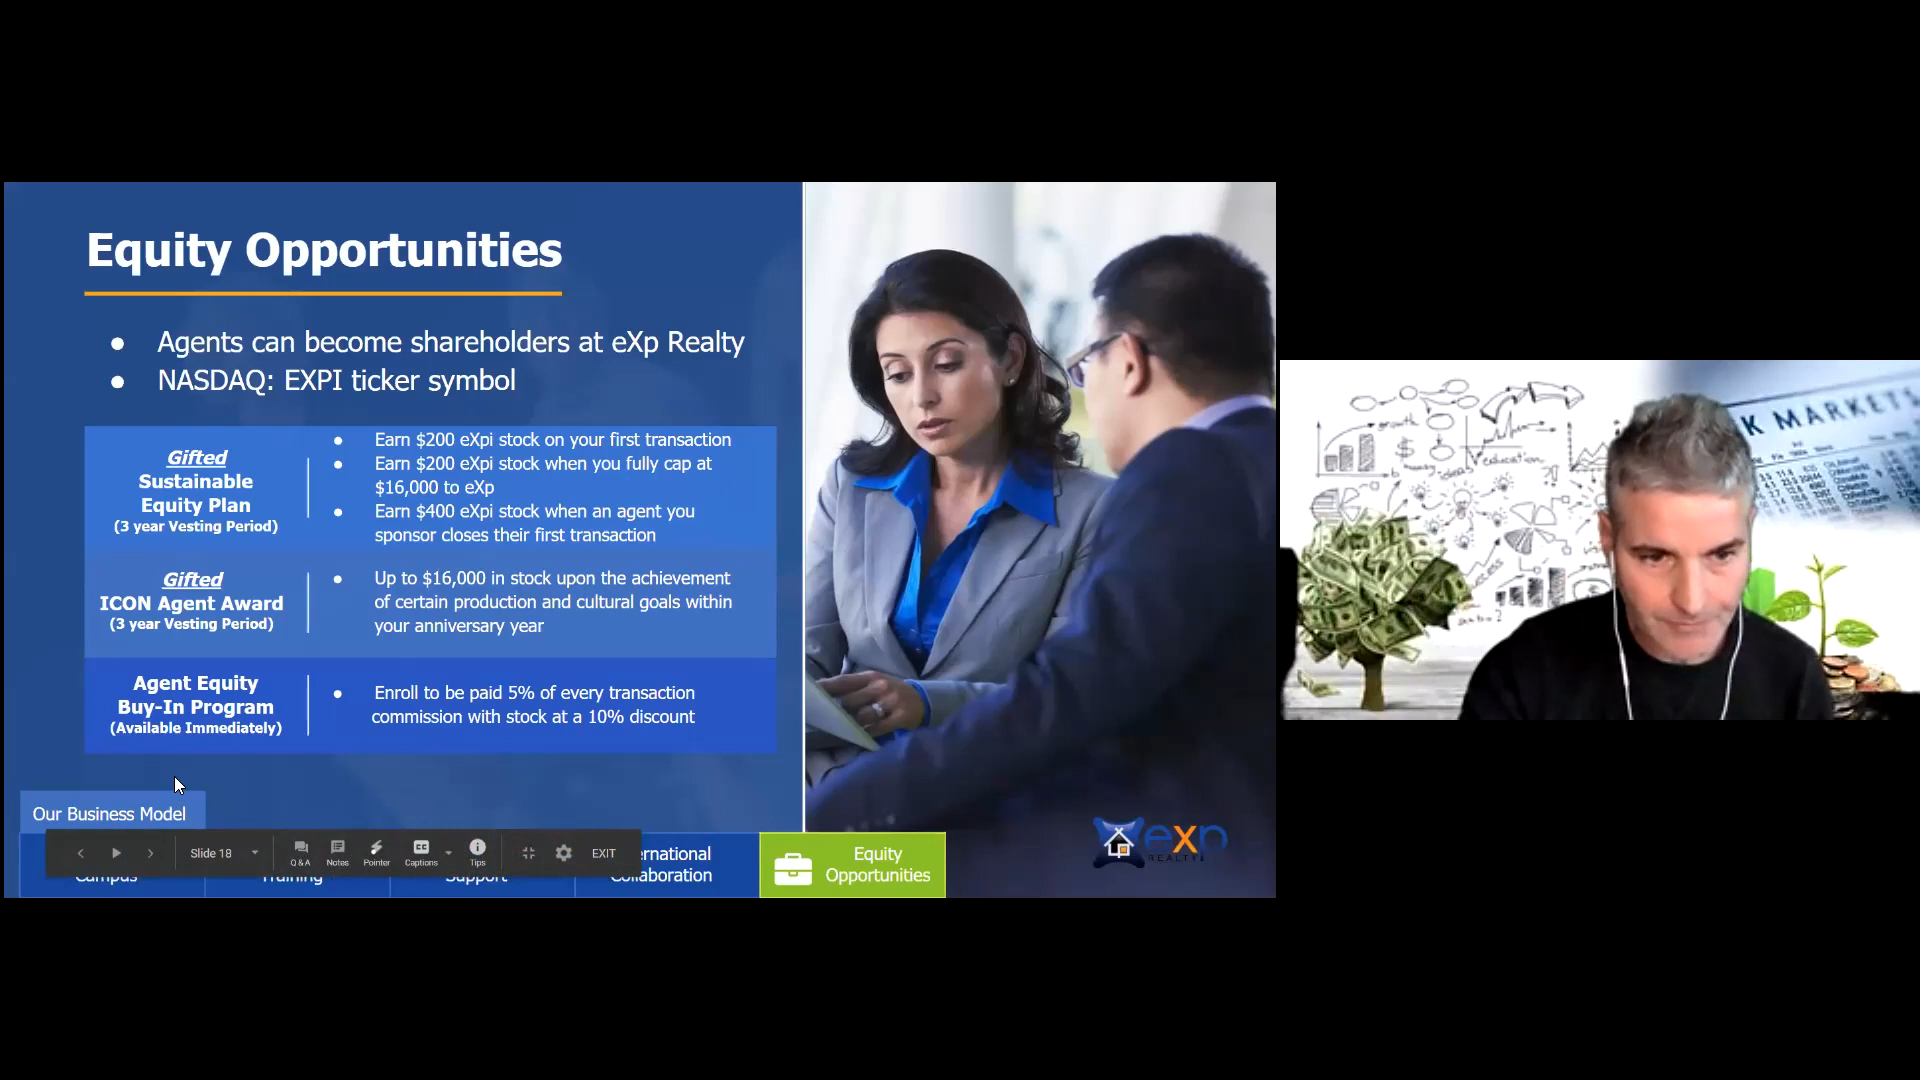 Equity Opportunities
● Agents can become shareholders at eXp Realty
● NASDAQ: EXPI ticker symbol
Gifted
Sustainable
Equity Plan
(3 year Vesting Period)
● Earn $200 eXpi stock on your first transaction
● Earn $200 eXpi stock when you fully cap at
$16,000 to eXp
● Earn $400 eXpi stock when an agent you
sponsor closes their first transaction
Gifted
ICON Agent Award
(3 year Vesting Period)
● Up to $16,000 in stock upon the achievement
of certain production and cultural goals within
your anniversary year
Agent Equity
Buy-In Program
(Available Immediately)
● Enroll to be paid 5% of every transaction
commission with stock at a 10% discount
Our Business Model
Slide 18
Q & A
Notes
Pointer
Captions
Tips
EXIT
Campus
Training
Support
ernational
Collaboration
Equity
Opportunities
eXp
REALTY
K MARKETS
growth
education